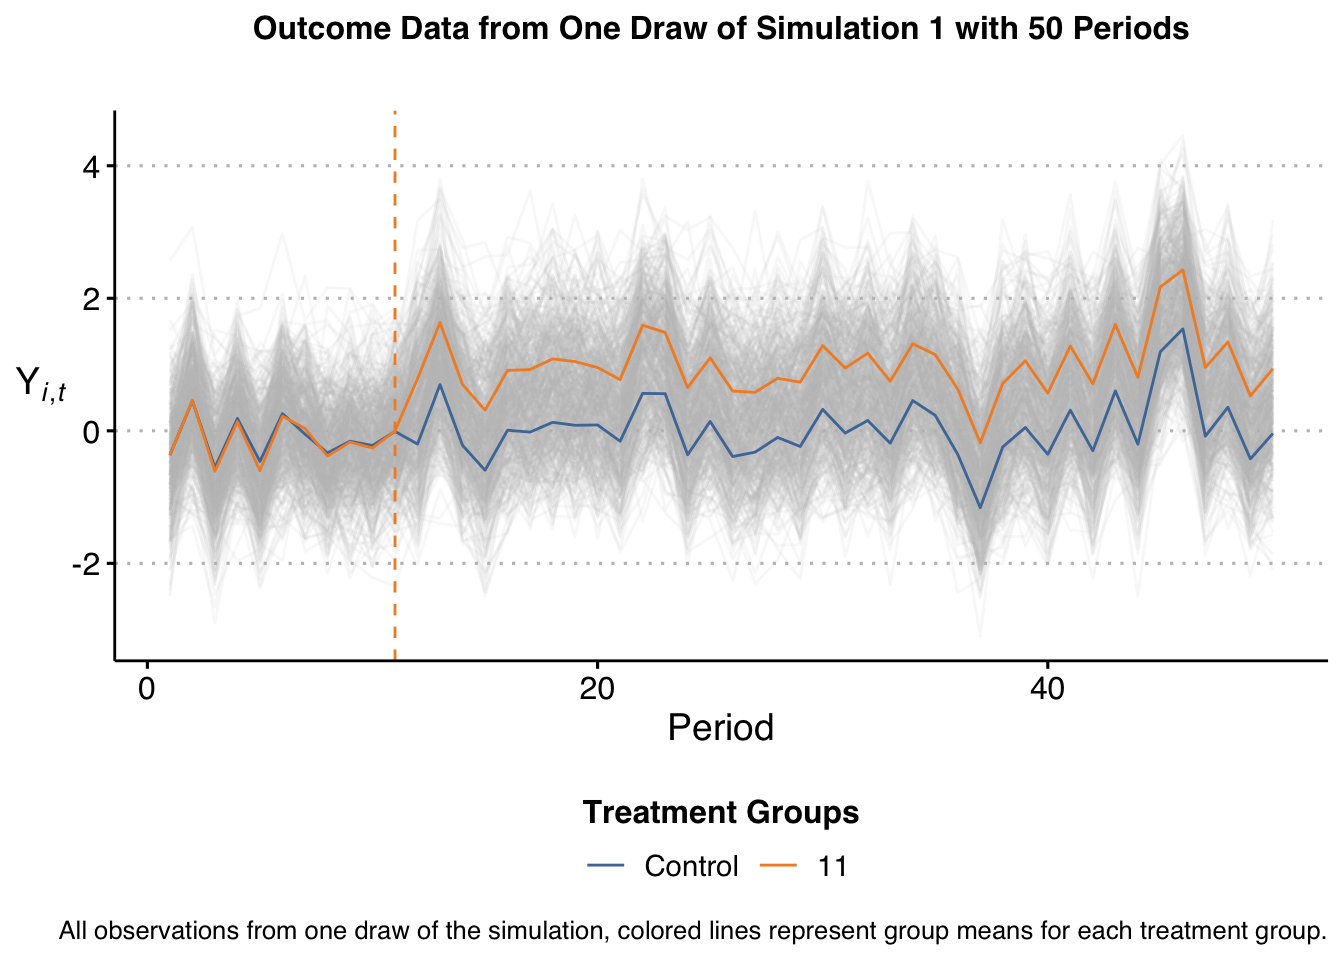 Outcome Data from One Draw of Simulation 1 with 50 Periods
4
2
0
-2
Y i,t
0 20 40
Period
Treatment Groups
Control 11
All observations from one draw of the simulation, colored lines represent group means for each treatment group.